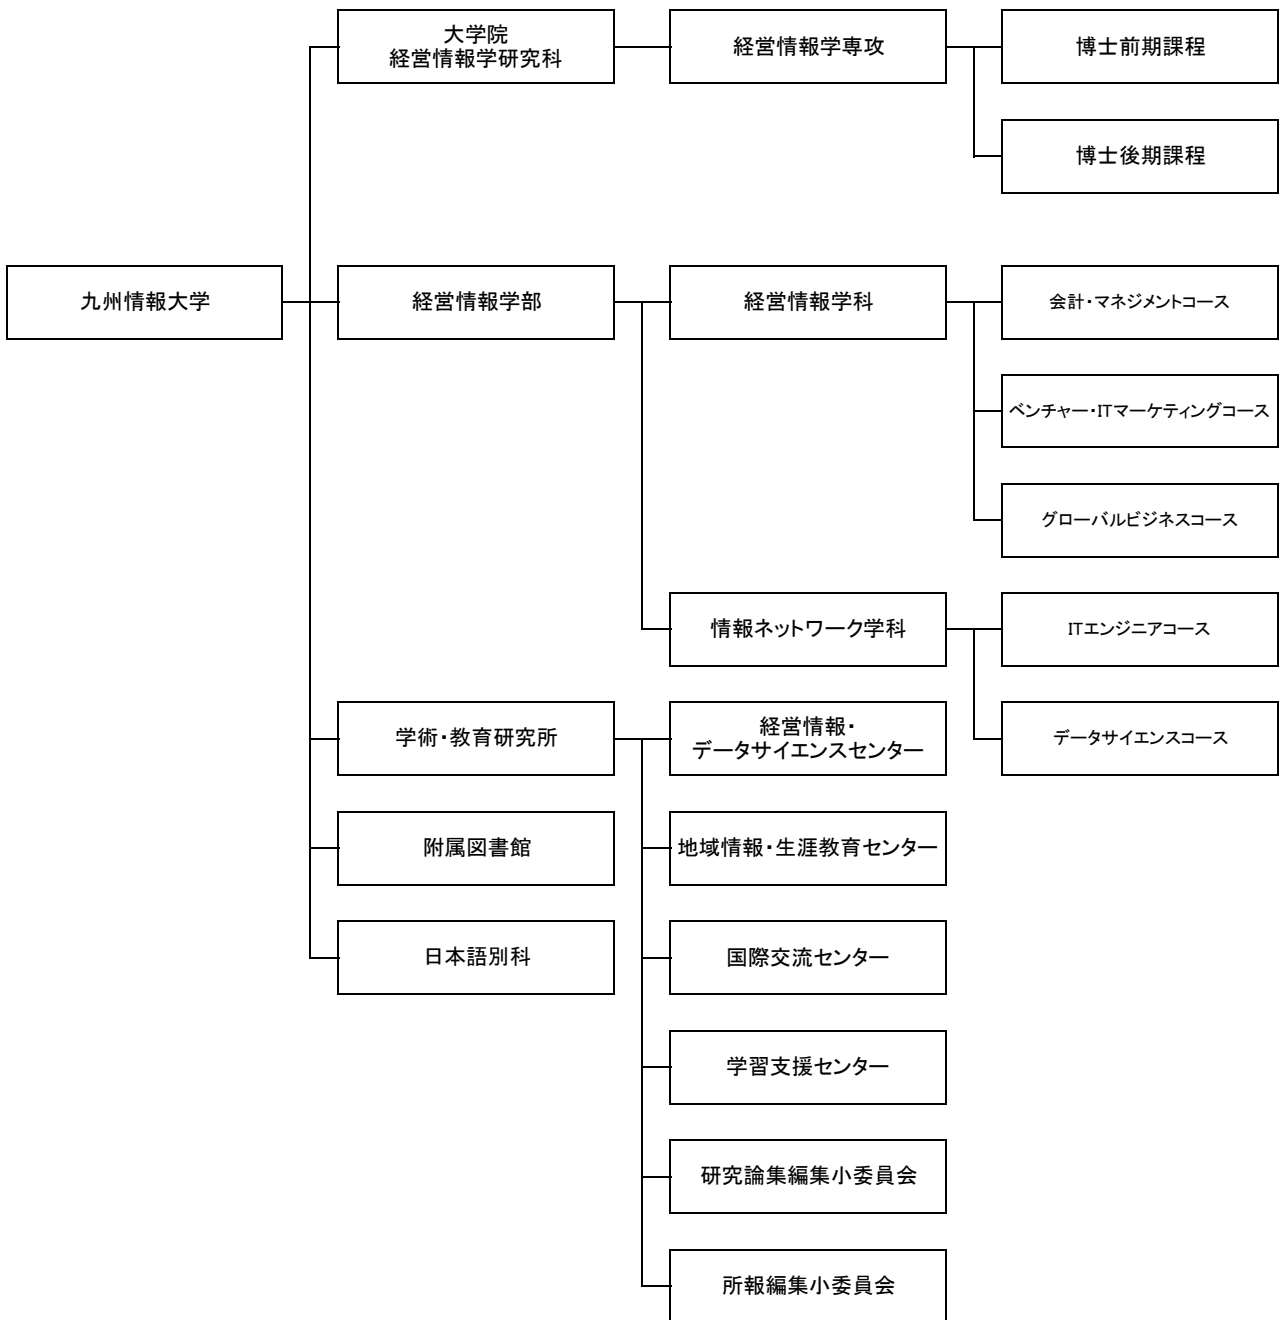 大学院
経営情報学研究科
経営情報学専攻
博士前期課程
博士後期課程
九州情報大学
経営情報学部
経営情報学科
会計・マネジメントコース
ベンチャー・ITマーケティングコース
グローバルビジネスコース
情報ネットワーク学科
ITエンジニアコース
学術・教育研究所
経営情報・
データサイエンスセンター
データサイエンスコース
附属図書館
地域情報・生涯教育センター
日本語別科
国際交流センター
学習支援センター
研究論集編集小委員会
所報編集小委員会